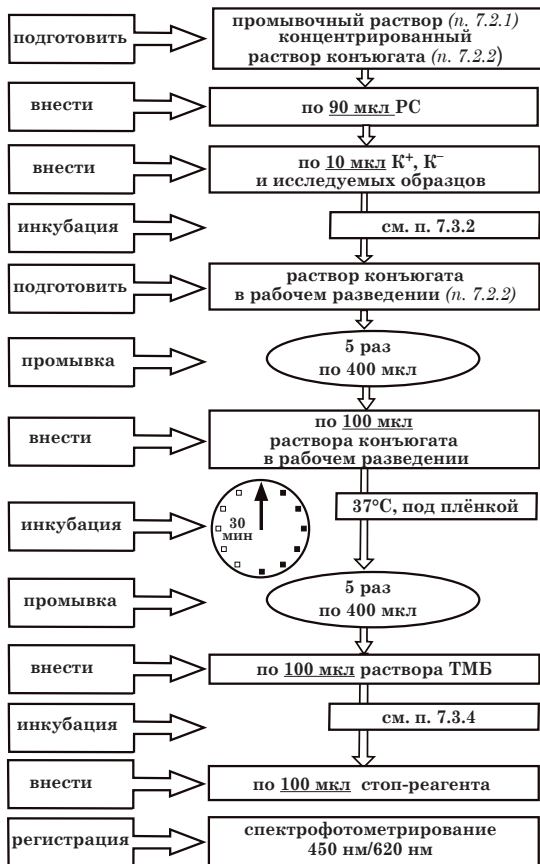 подготовить
промывочный раствор (п. 7.2.1)
концентрированный
раствор конъюгата (п. 7.2.2)
внести
по 90 мкл РС
внести
по 10 мкл К⁺, К⁻
и исследуемых образцов
инкубация
см. п. 7.3.2
подготовить
раствор конъюгата
в рабочем разведении (п. 7.2.2)
промывка
5 раз
по 400 мкл
внести
по 100 мкл
раствора конъюгата
в рабочем разведении
инкубация
30
мин
37°С, под плёнкой
промывка
5 раз
по 400 мкл
внести
по 100 мкл раствора ТМБ
инкубация
см. п. 7.3.4
внести
по 100 мкл стоп-реагента
регистрация
спектрофотометрирование
450 нм/620 нм